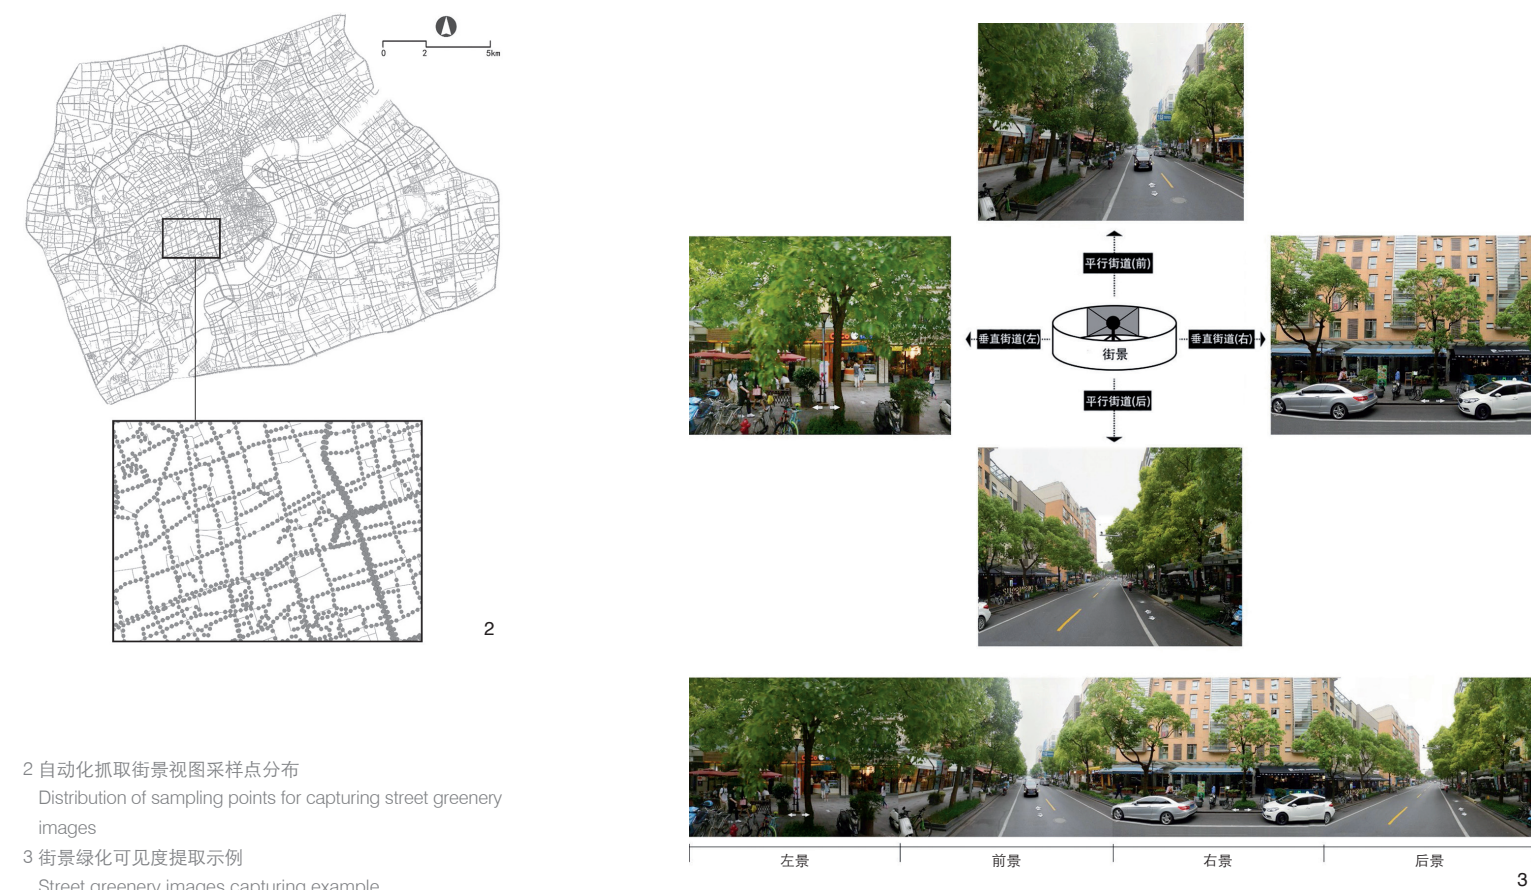 0 2 5km
2
2 自动化抓取街景视图采样点分布
Distribution of sampling points for capturing street greenery
images
3 街景绿化可见度提取示例
Street greenery images capturing example
平行街道(前)
垂直街道(左)
街景
垂直街道(右)
平行街道(后)
左景 前景 右景 后景
3